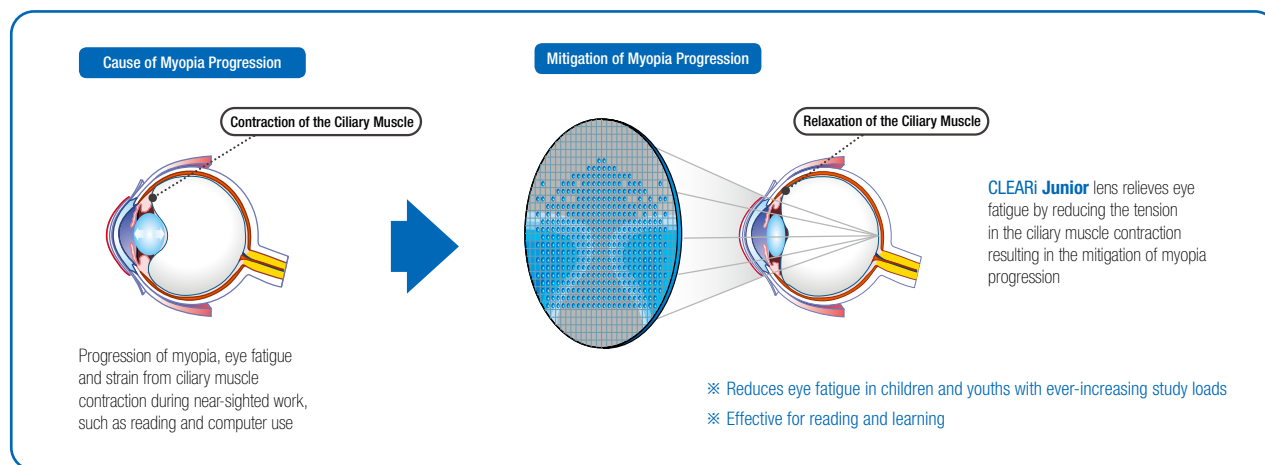 Cause of Myopia Progression
Contraction of the Ciliary Muscle
Progression of myopia, eye fatigue
and strain from ciliary muscle
contraction during near-sighted work,
such as reading and computer use
Mitigation of Myopia Progression
Relaxation of the Ciliary Muscle
CLEARi Junior lens relieves eye
fatigue by reducing the tension
in the ciliary muscle contraction
resulting in the mitigation of myopia
progression
※ Reduces eye fatigue in children and youths with ever-increasing study loads
※ Effective for reading and learning